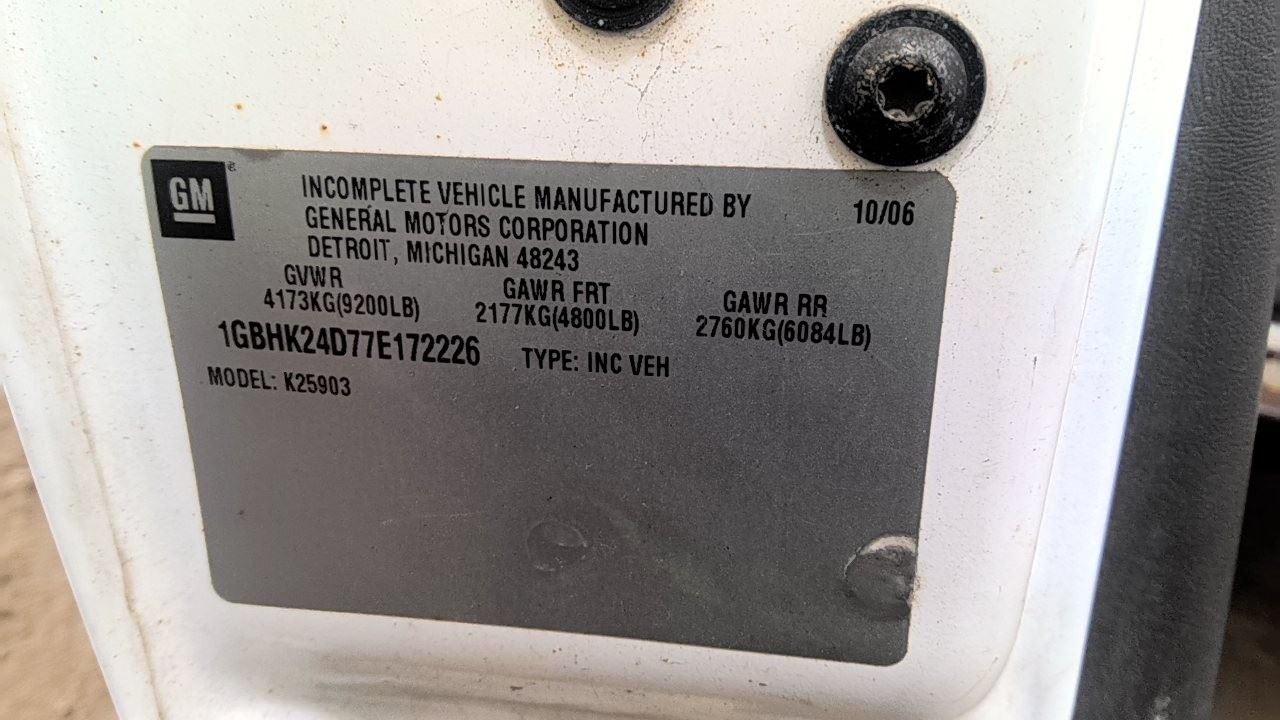 GM ®
INCOMPLETE VEHICLE MANUFACTURED BY
10/06
GENERAL MOTORS CORPORATION
DETROIT, MICHIGAN 48243
GVWR GAWR FRT GAWR RR
4173KG(9200LB) 2177KG(4800LB) 2760KG(6084LB)
1GBHK24D77E172226 TYPE: INC VEH
MODEL: K25903